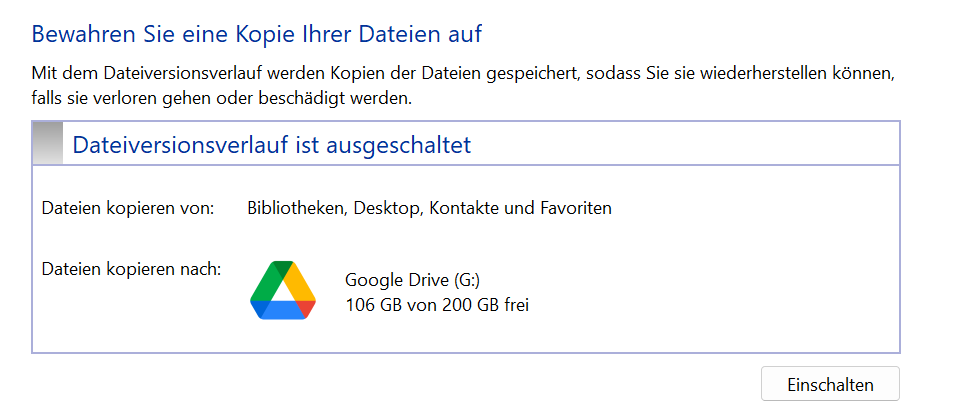 Bewahren Sie eine Kopie Ihrer Dateien auf
Mit dem Dateiversionsverlauf werden Kopien der Dateien gespeichert, sodass Sie sie wiederherstellen können,
falls sie verloren gehen oder beschädigt werden.
Dateiversionsverlauf ist ausgeschaltet
Dateien kopieren von: Bibliotheken, Desktop, Kontakte und Favoriten
Dateien kopieren nach:
Google Drive (G:)
106 GB von 200 GB frei
Einschalten